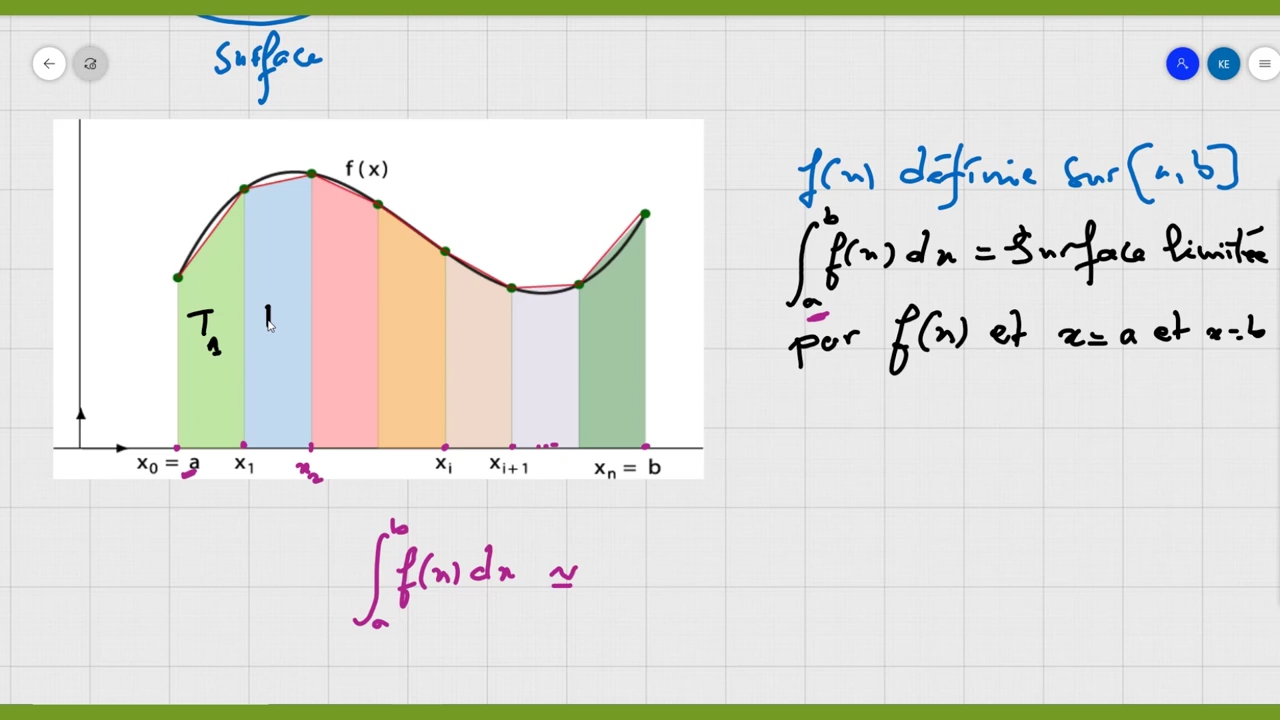 surface
KE
f(x)
T₁
x₀ = a x₁ x₂ xᵢ xᵢ₊₁ ... xₙ = b
f(x) définie sur [a, b]
∫ₐᵇ f(x) dx = Surface limitée
par f(x) et x = a et x = b
∫ₐᵇ f(x) dx ≃